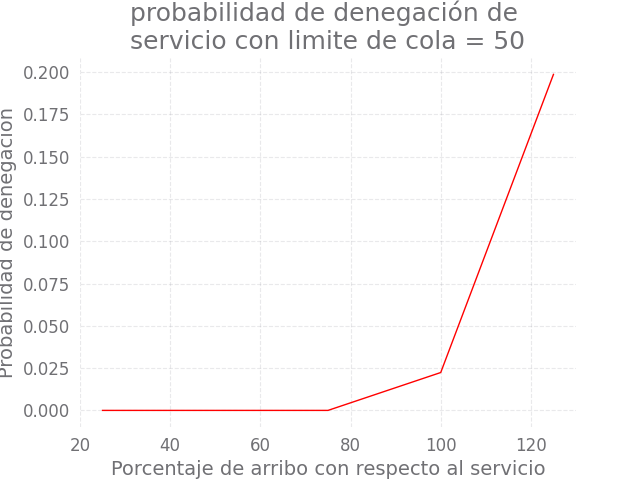 probabilidad de denegación de
servicio con limite de cola = 50
0.200
0.175
0.150
0.125
0.100
0.075
0.050
0.025
0.000
Probabilidad de denegación
20 40 60 80 100 120
Porcentaje de arribo con respecto al servicio